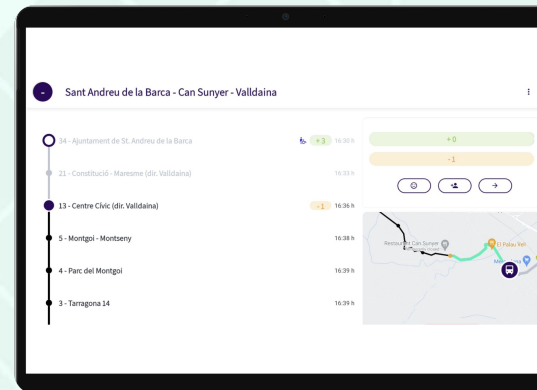 -
Sant Andreu de la Barca - Can Sunyer - Valldaina
34 - Ajuntament de St. Andreu de la Barca
+3
16:30 h
21 - Constitució - Maresme (dir. Valldaina)
16:33 h
13 - Centre Cívic (dir. Valldaina)
-1
16:36 h
5 - Montgoi - Montseny
16:38 h
4 - Parc del Montgoi
16:39 h
3 - Tarragona 14
16:39 h
+0
-1
Restaurant Can Sunyer
El Palau Tech